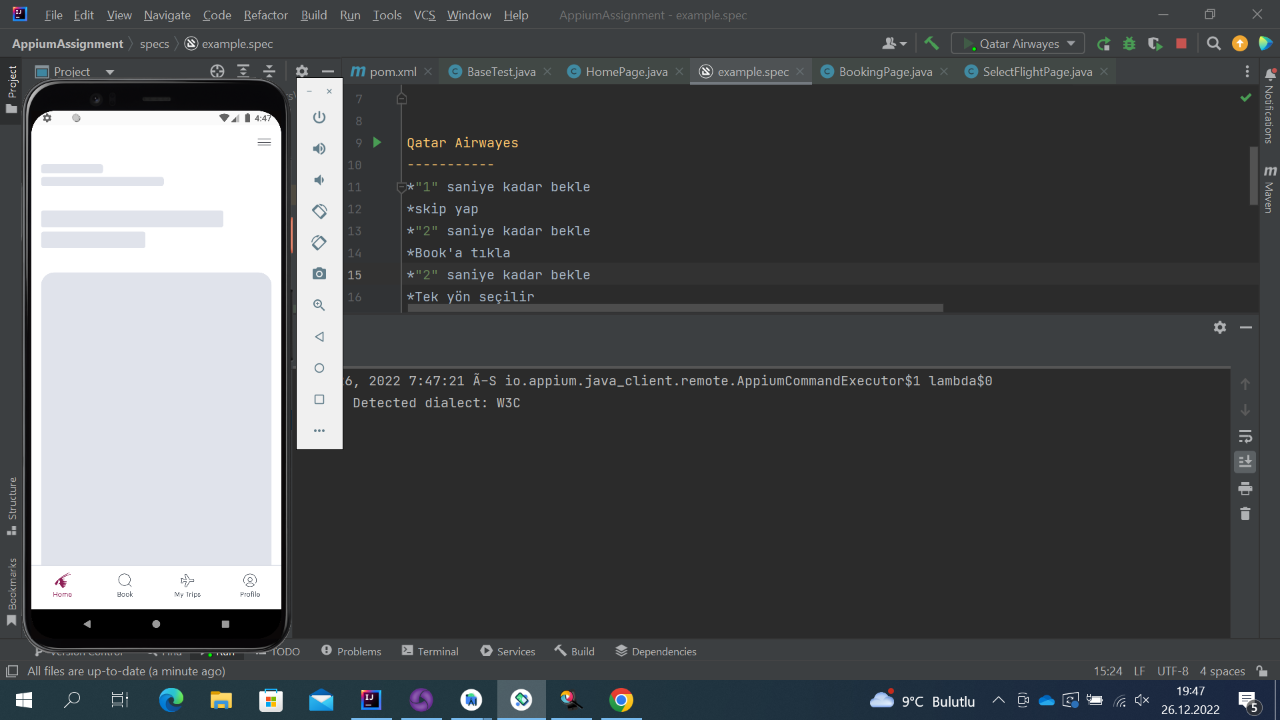 File Edit View Navigate Code Refactor Build Run Tools VCS Window Help AppiumAssignment - example.spec
AppiumAssignment specs example.spec Qatar Airwayes
Project
Project
pom.xml BaseTest.java HomePage.java example.spec BookingPage.java SelectFlightPage.java
4:47
7
8
9 Qatar Airwayes
10 -----------
11 *"1" saniye kadar bekle
12 *skip yap
13 *"2" saniye kadar bekle
14 *Book'a tıkla
15 *"2" saniye kadar bekle
16 *Tek yön seçilir
Notifications
Maven
6, 2022 7:47:21 Ã–S io.appium.java_client.remote.AppiumCommandExecutor$1 lambda$0
Detected dialect: W3C
Structure
Bookmarks
Home Book My Trips Profile
TODO Problems Terminal Services Build Dependencies
All files are up-to-date (a minute ago) 15:24 LF UTF-8 4 spaces
9°C Bulutlu 19:47
26.12.2022
5